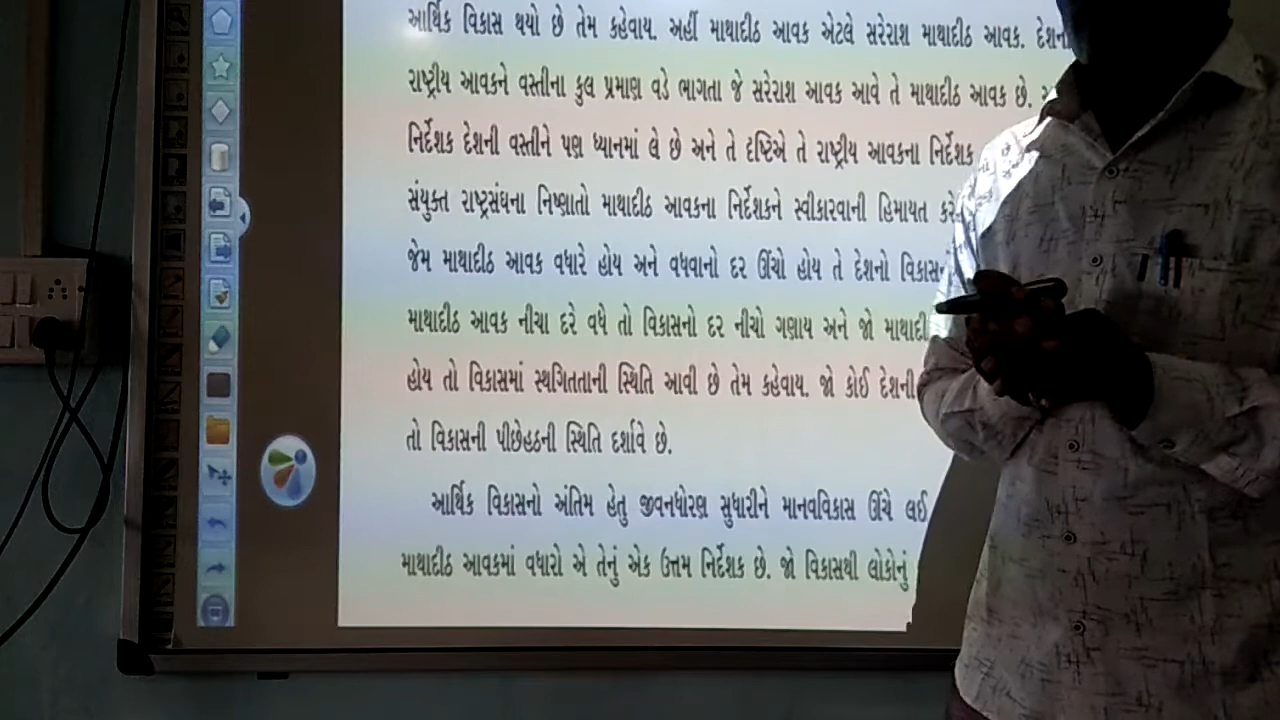 આર્થિક વિકાસ થયો છે તેમ કહેવાય. અહીં માથાદીઠ આવક એટલે સરેરાશ માથાદીઠ આવક.
રાષ્ટ્રીય આવકને વસ્તીના કુલ પ્રમાણ વડે ભાગતા જે સરેરાશ આવક આવે તે માથાદીઠ આવક છે.
નિર્દેશક દેશની વસ્તીને પણ ધ્યાનમાં લે છે અને તે દૃષ્ટિએ તે રાષ્ટ્રીય આવકના નિર્દેશક
સંયુક્ત રાષ્ટ્રસંઘના નિષ્ણાતો માથાદીઠ આવકના નિર્દેશકને સ્વીકારવાની હિમાયત કરે
જેમ માથાદીઠ આવક વધારે હોય અને વધવાનો દર ઊંચો હોય તે દેશનો વિકાસ
માથાદીઠ આવક નીચા દરે વધે તો વિકાસનો દર નીચો ગણાય અને જો માથાદી
હોય તો વિકાસમાં સ્થગિતતાની સ્થિતિ આવી છે તેમ કહેવાય. જો કોઈ દેશની
તો વિકાસની પીછેહઠની સ્થિતિ દર્શાવે છે.
આર્થિક વિકાસનો અંતિમ હેતુ જીવનધોરણ સુધારીને માનવવિકાસ ઊંચે લઈ
માથાદીઠ આવકમાં વધારો એ તેનું એક ઉત્તમ નિર્દેશક છે. જો વિકાસથી લોકોનું